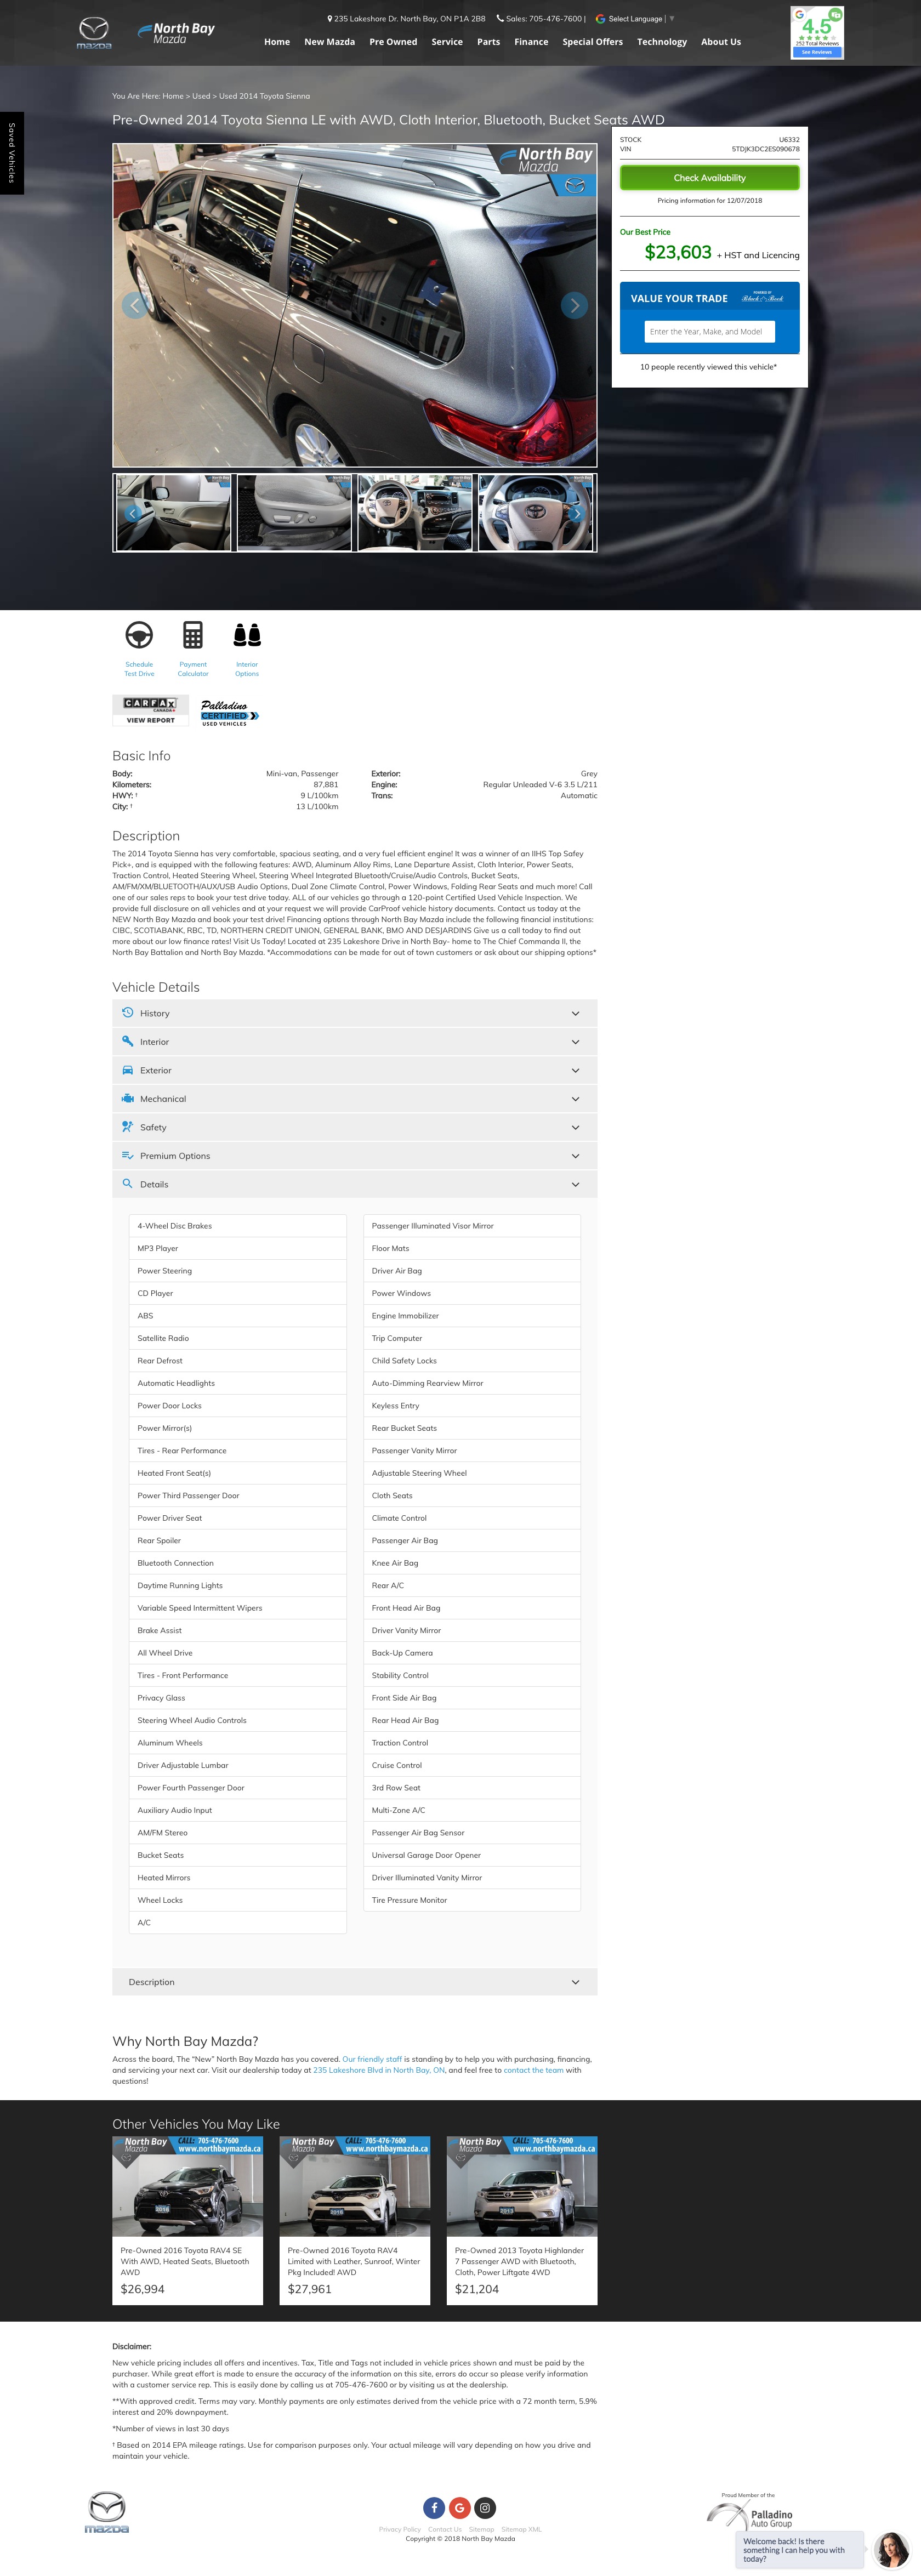 mazda
North Bay
Mazda
235 Lakeshore Dr. North Bay, ON P1A 2B8
Sales: 705-476-7600 |
Select Language | ▼
Home New Mazda Pre Owned Service Parts Finance Special Offers Technology About Us
4.5
252 Total Reviews
See Reviews
Saved Vehicles
You Are Here: Home > Used > Used 2014 Toyota Sienna
Pre-Owned 2014 Toyota Sienna LE with AWD, Cloth Interior, Bluetooth, Bucket Seats AWD
North Bay
Mazda
STOCK U6332
VIN 5TDJK3DC2ES090678
Check Availability
Pricing information for 12/07/2018
Our Best Price
$23,603 + HST and Licencing
VALUE YOUR TRADE
POWERED BY
Black Book
Enter the Year, Make, and Model
10 people recently viewed this vehicle*
Schedule
Test Drive
Payment
Calculator
Interior
Options
CARFAX
CANADA
VIEW REPORT
Palladino
CERTIFIED
USED VEHICLES
Basic Info
Body: Mini-van, Passenger
Kilometers: 87,881
HWY: † 9 L/100km
City: † 13 L/100km
Exterior: Grey
Engine: Regular Unleaded V-6 3.5 L/211
Trans: Automatic
Description
The 2014 Toyota Sienna has very comfortable, spacious seating, and a very fuel efficient engine! It was a winner of an IIHS Top Safey
Pick+, and is equipped with the following features: AWD, Aluminum Alloy Rims, Lane Departure Assist, Cloth Interior, Power Seats,
Traction Control, Heated Steering Wheel, Steering Wheel Integrated Bluetooth/Cruise/Audio Controls, Bucket Seats,
AM/FM/XM/BLUETOOTH/AUX/USB Audio Options, Dual Zone Climate Control, Power Windows, Folding Rear Seats and much more! Call
one of our sales reps to book your test drive today. ALL of our vehicles go through a 120-point Certified Used Vehicle Inspection. We
provide full disclosure on all vehicles and at your request we will provide CarProof vehicle history documents. Contact us today at the
NEW North Bay Mazda and book your test drive! Financing options through North Bay Mazda include the following financial institutions:
CIBC, SCOTIABANK, RBC, TD, NORTHERN CREDIT UNION, GENERAL BANK, BMO AND DESJARDINS Give us a call today to find out
more about our low finance rates! Visit Us Today! Located at 235 Lakeshore Drive in North Bay- home to The Chief Commanda II, the
North Bay Battalion and North Bay Mazda. *Accommodations can be made for out of town customers or ask about our shipping options*
Vehicle Details
History
Interior
Exterior
Mechanical
Safety
Premium Options
Details
4-Wheel Disc Brakes
MP3 Player
Power Steering
CD Player
ABS
Satellite Radio
Rear Defrost
Automatic Headlights
Power Door Locks
Power Mirror(s)
Tires - Rear Performance
Heated Front Seat(s)
Power Third Passenger Door
Power Driver Seat
Rear Spoiler
Bluetooth Connection
Daytime Running Lights
Variable Speed Intermittent Wipers
Brake Assist
All Wheel Drive
Tires - Front Performance
Privacy Glass
Steering Wheel Audio Controls
Aluminum Wheels
Driver Adjustable Lumbar
Power Fourth Passenger Door
Auxiliary Audio Input
AM/FM Stereo
Bucket Seats
Heated Mirrors
Wheel Locks
A/C
Passenger Illuminated Visor Mirror
Floor Mats
Driver Air Bag
Power Windows
Engine Immobilizer
Trip Computer
Child Safety Locks
Auto-Dimming Rearview Mirror
Keyless Entry
Rear Bucket Seats
Passenger Vanity Mirror
Adjustable Steering Wheel
Cloth Seats
Climate Control
Passenger Air Bag
Knee Air Bag
Rear A/C
Front Head Air Bag
Driver Vanity Mirror
Back-Up Camera
Stability Control
Front Side Air Bag
Rear Head Air Bag
Traction Control
Cruise Control
3rd Row Seat
Multi-Zone A/C
Passenger Air Bag Sensor
Universal Garage Door Opener
Driver Illuminated Vanity Mirror
Tire Pressure Monitor
Description
Why North Bay Mazda?
Across the board, The "New" North Bay Mazda has you covered. Our friendly staff is standing by to help you with purchasing, financing,
and servicing your next car. Visit our dealership today at 235 Lakeshore Blvd in North Bay, ON, and feel free to contact the team with
questions!
Other Vehicles You May Like
North Bay
Mazda
CALL: 705-476-7600
www.northbaymazda.ca
2016
Pre-Owned 2016 Toyota RAV4 SE
With AWD, Heated Seats, Bluetooth
AWD
$26,994
North Bay
Mazda
CALL: 705-476-7600
www.northbaymazda.ca
2016
Pre-Owned 2016 Toyota RAV4
Limited with Leather, Sunroof, Winter
Pkg Included! AWD
$27,961
North Bay
Mazda
CALL: 705-476-7600
www.northbaymazda.ca
2013
Pre-Owned 2013 Toyota Highlander
7 Passenger AWD with Bluetooth,
Cloth, Power Liftgate 4WD
$21,204
Disclaimer:
New vehicle pricing includes all offers and incentives. Tax, Title and Tags not included in vehicle prices shown and must be paid by the
purchaser. While great effort is made to ensure the accuracy of the information on this site, errors do occur so please verify information
with a customer service rep. This is easily done by calling us at 705-476-7600 or by visiting us at the dealership.
**With approved credit. Terms may vary. Monthly payments are only estimates derived from the vehicle price with a 72 month term, 5.9%
interest and 20% downpayment.
*Number of views in last 30 days
† Based on 2014 EPA mileage ratings. Use for comparison purposes only. Your actual mileage will vary depending on how you drive and
maintain your vehicle.
mazda
Privacy Policy Contact Us Sitemap Sitemap XML
Copyright © 2018 North Bay Mazda
Proud Member of the
Palladino
Auto Group
Welcome back! Is there
something I can help you with
today?